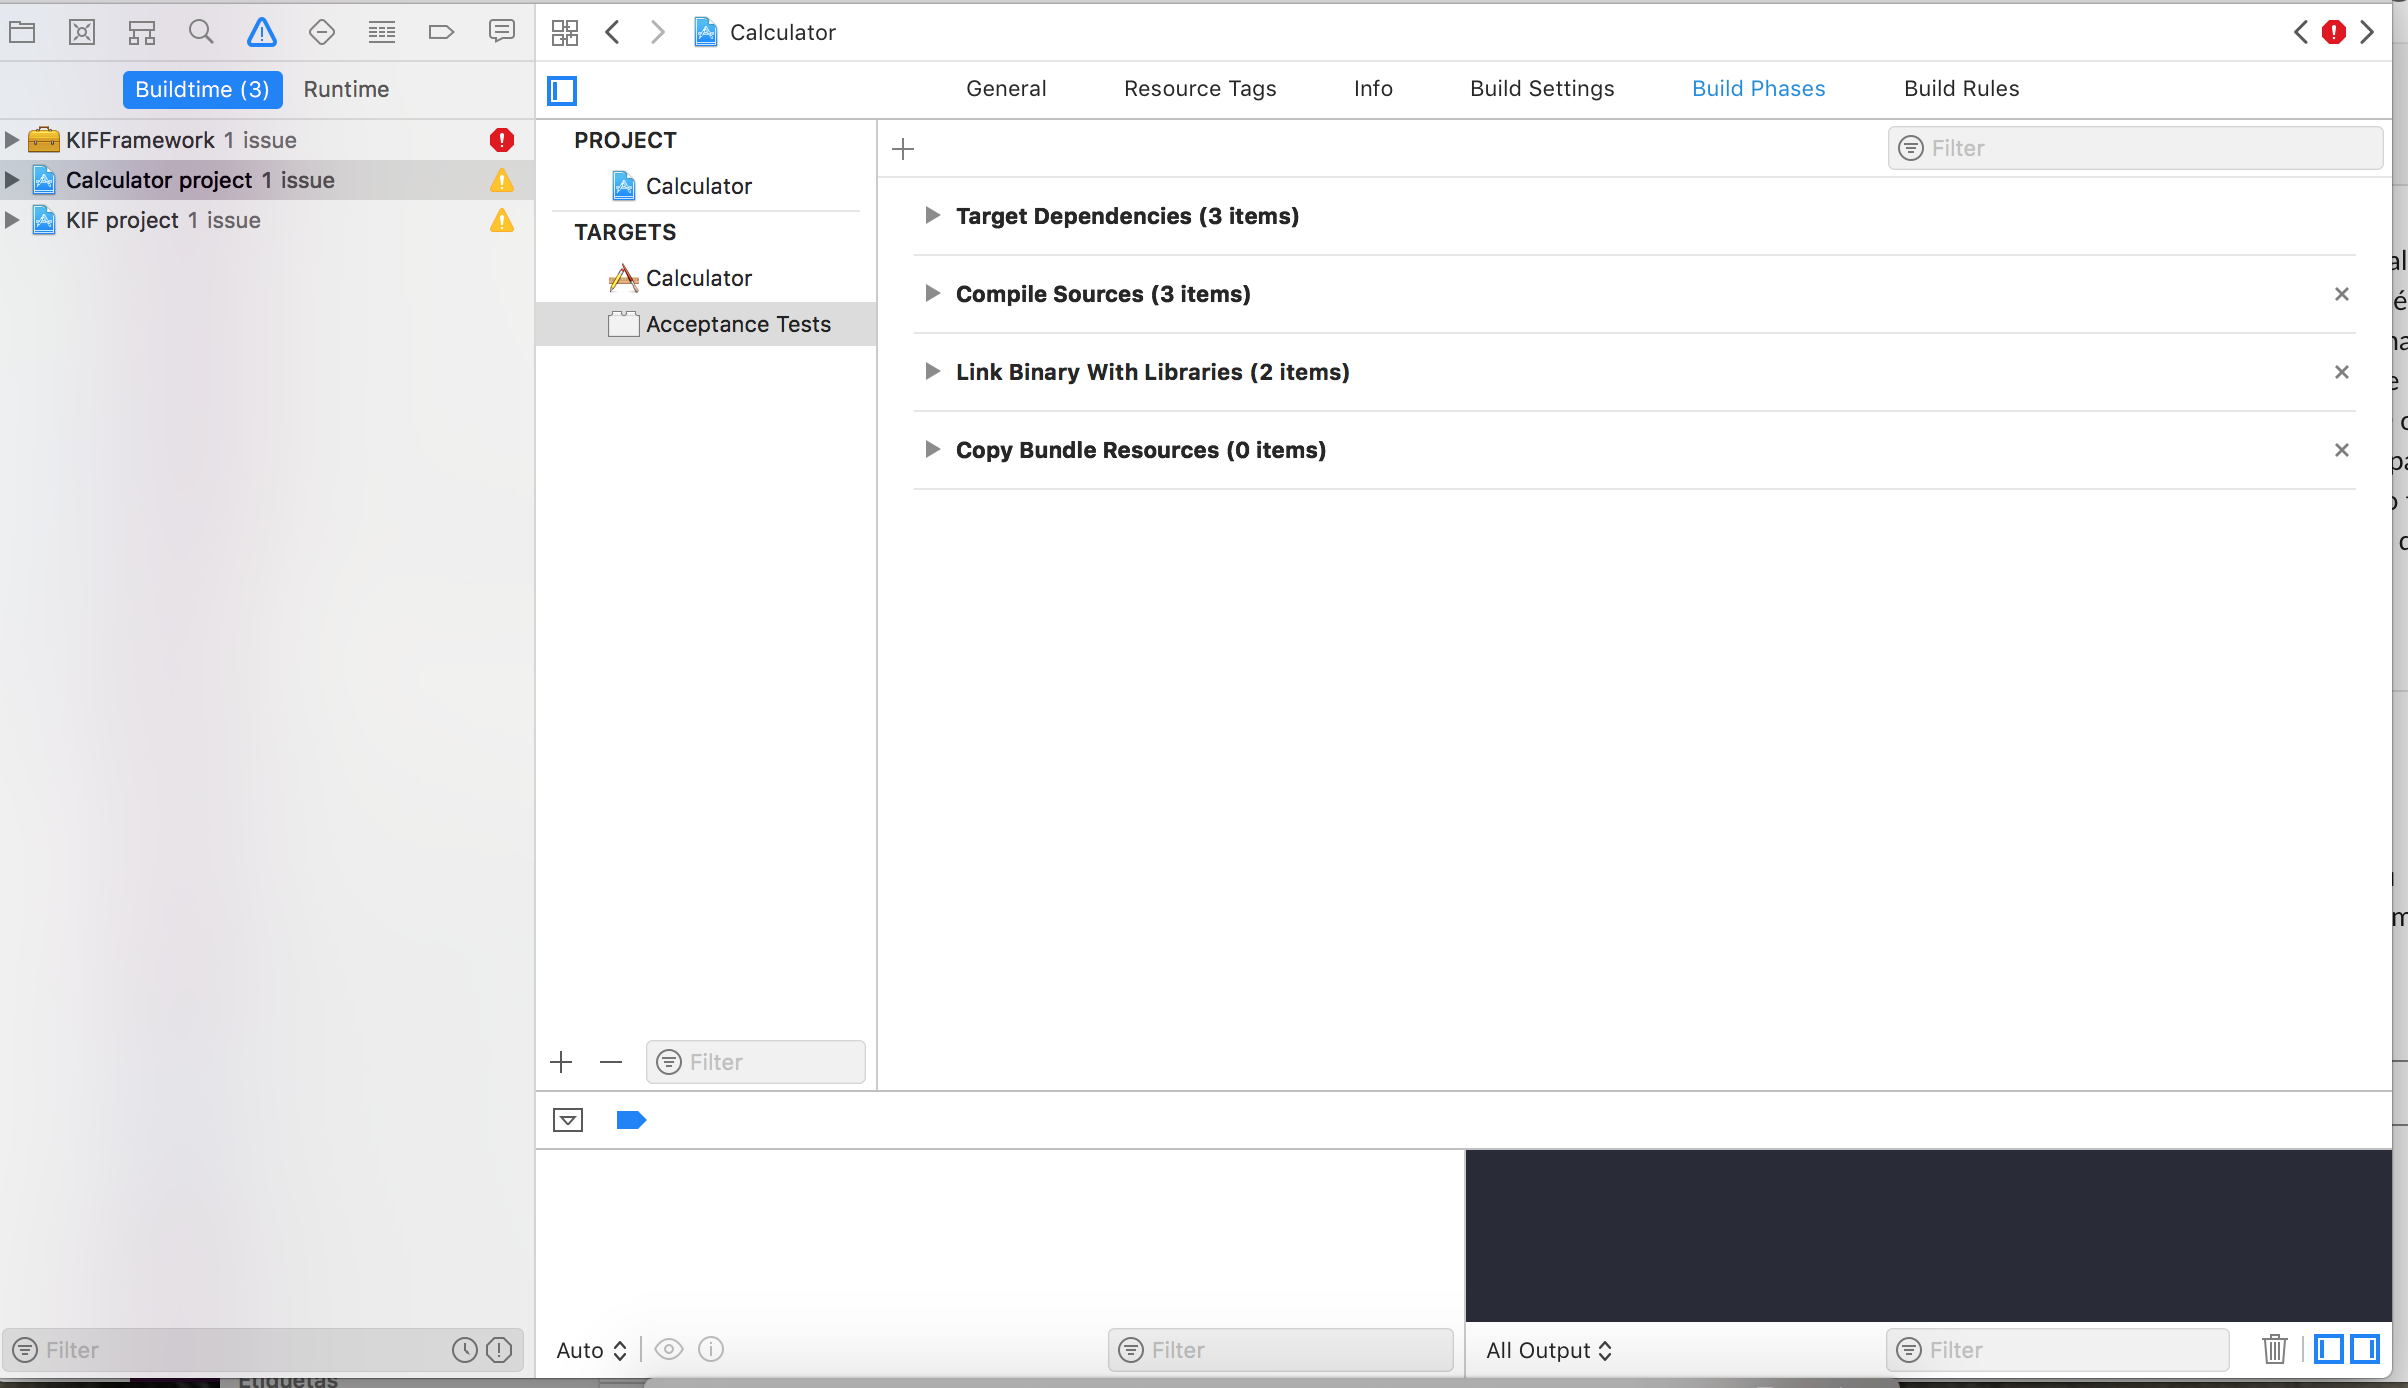 Calculator
Buildtime (3) Runtime
General Resource Tags Info Build Settings Build Phases Build Rules
KIFFramework 1 issue
Calculator project 1 issue
KIF project 1 issue
PROJECT
Calculator
TARGETS
Calculator
Acceptance Tests
Filter
Filter
Target Dependencies (3 items)
Compile Sources (3 items)
Link Binary With Libraries (2 items)
Copy Bundle Resources (0 items)
Filter
Auto
Filter
All Output
Filter